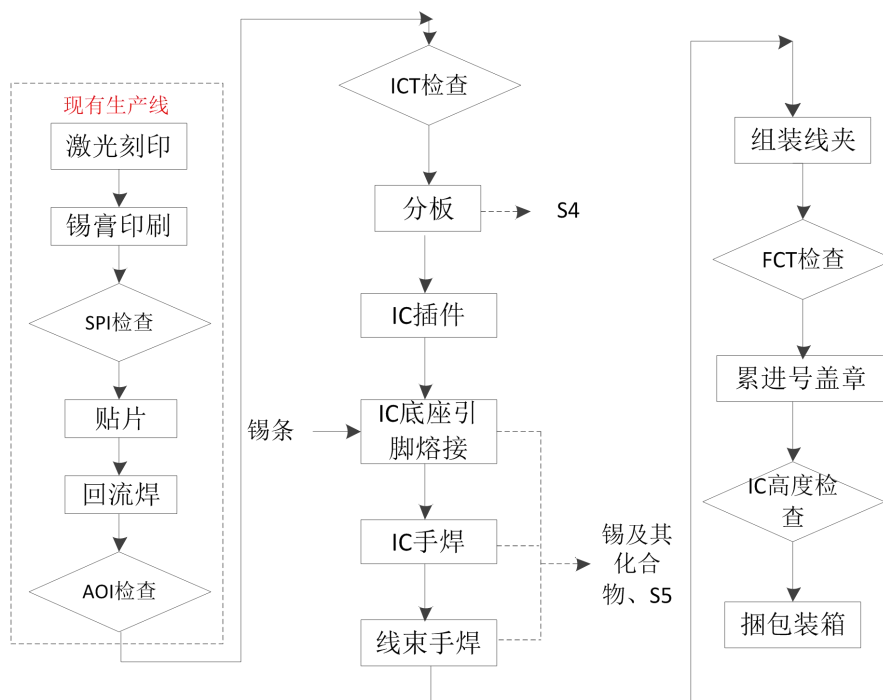 现有生产线
激光刻印
锡膏印刷
SPI检查
贴片
回流焊
AOI检查
ICT检查
分板
S4
IC插件
锡条
IC底座引
脚熔接
IC手焊
线束手焊
锡及其
化合
物、S5
组装线夹
FCT检查
累进号盖章
IC高度检
查
捆包装箱